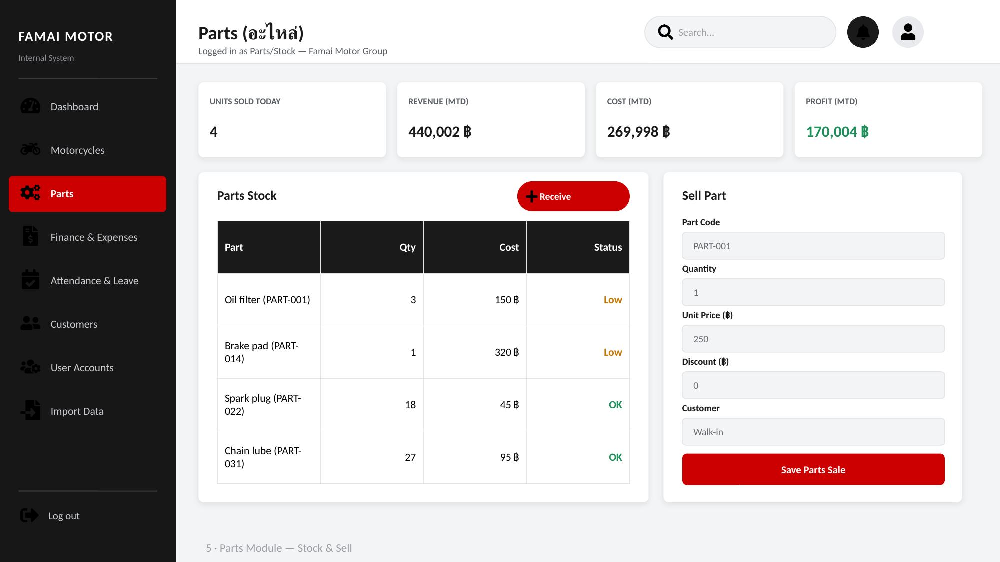 FAMAI MOTOR
Internal System
Dashboard
Motorcycles
Parts
Finance & Expenses
Attendance & Leave
Customers
User Accounts
Import Data
Log out
Parts (อะไหล่)
Logged in as Parts/Stock — Famai Motor Group
Search...
UNITS SOLD TODAY
4
REVENUE (MTD)
440,002 ฿
COST (MTD)
269,998 ฿
PROFIT (MTD)
170,004 ฿
Parts Stock
Receive
Part Qty Cost Status
Oil filter (PART-001) 3 150 ฿ Low
Brake pad (PART-
014) 1 320 ฿ Low
Spark plug (PART-
022) 18 45 ฿ OK
Chain lube (PART-
031) 27 95 ฿ OK
Sell Part
Part Code
PART-001
Quantity
1
Unit Price (฿)
250
Discount (฿)
0
Customer
Walk-in
Save Parts Sale
5 · Parts Module — Stock & Sell